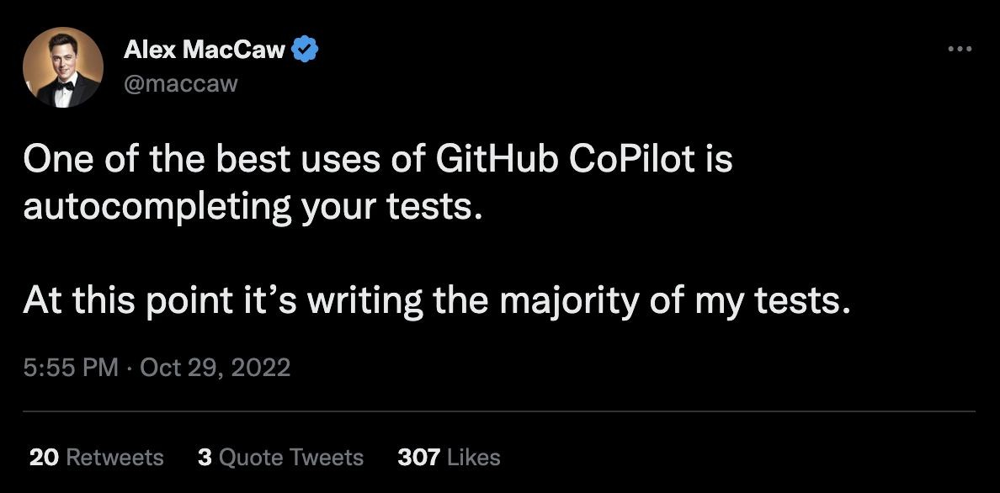 Alex MacCaw
@maccaw
One of the best uses of GitHub CoPilot is
autocompleting your tests.
At this point it’s writing the majority of my tests.
5:55 PM · Oct 29, 2022
20 Retweets 3 Quote Tweets 307 Likes